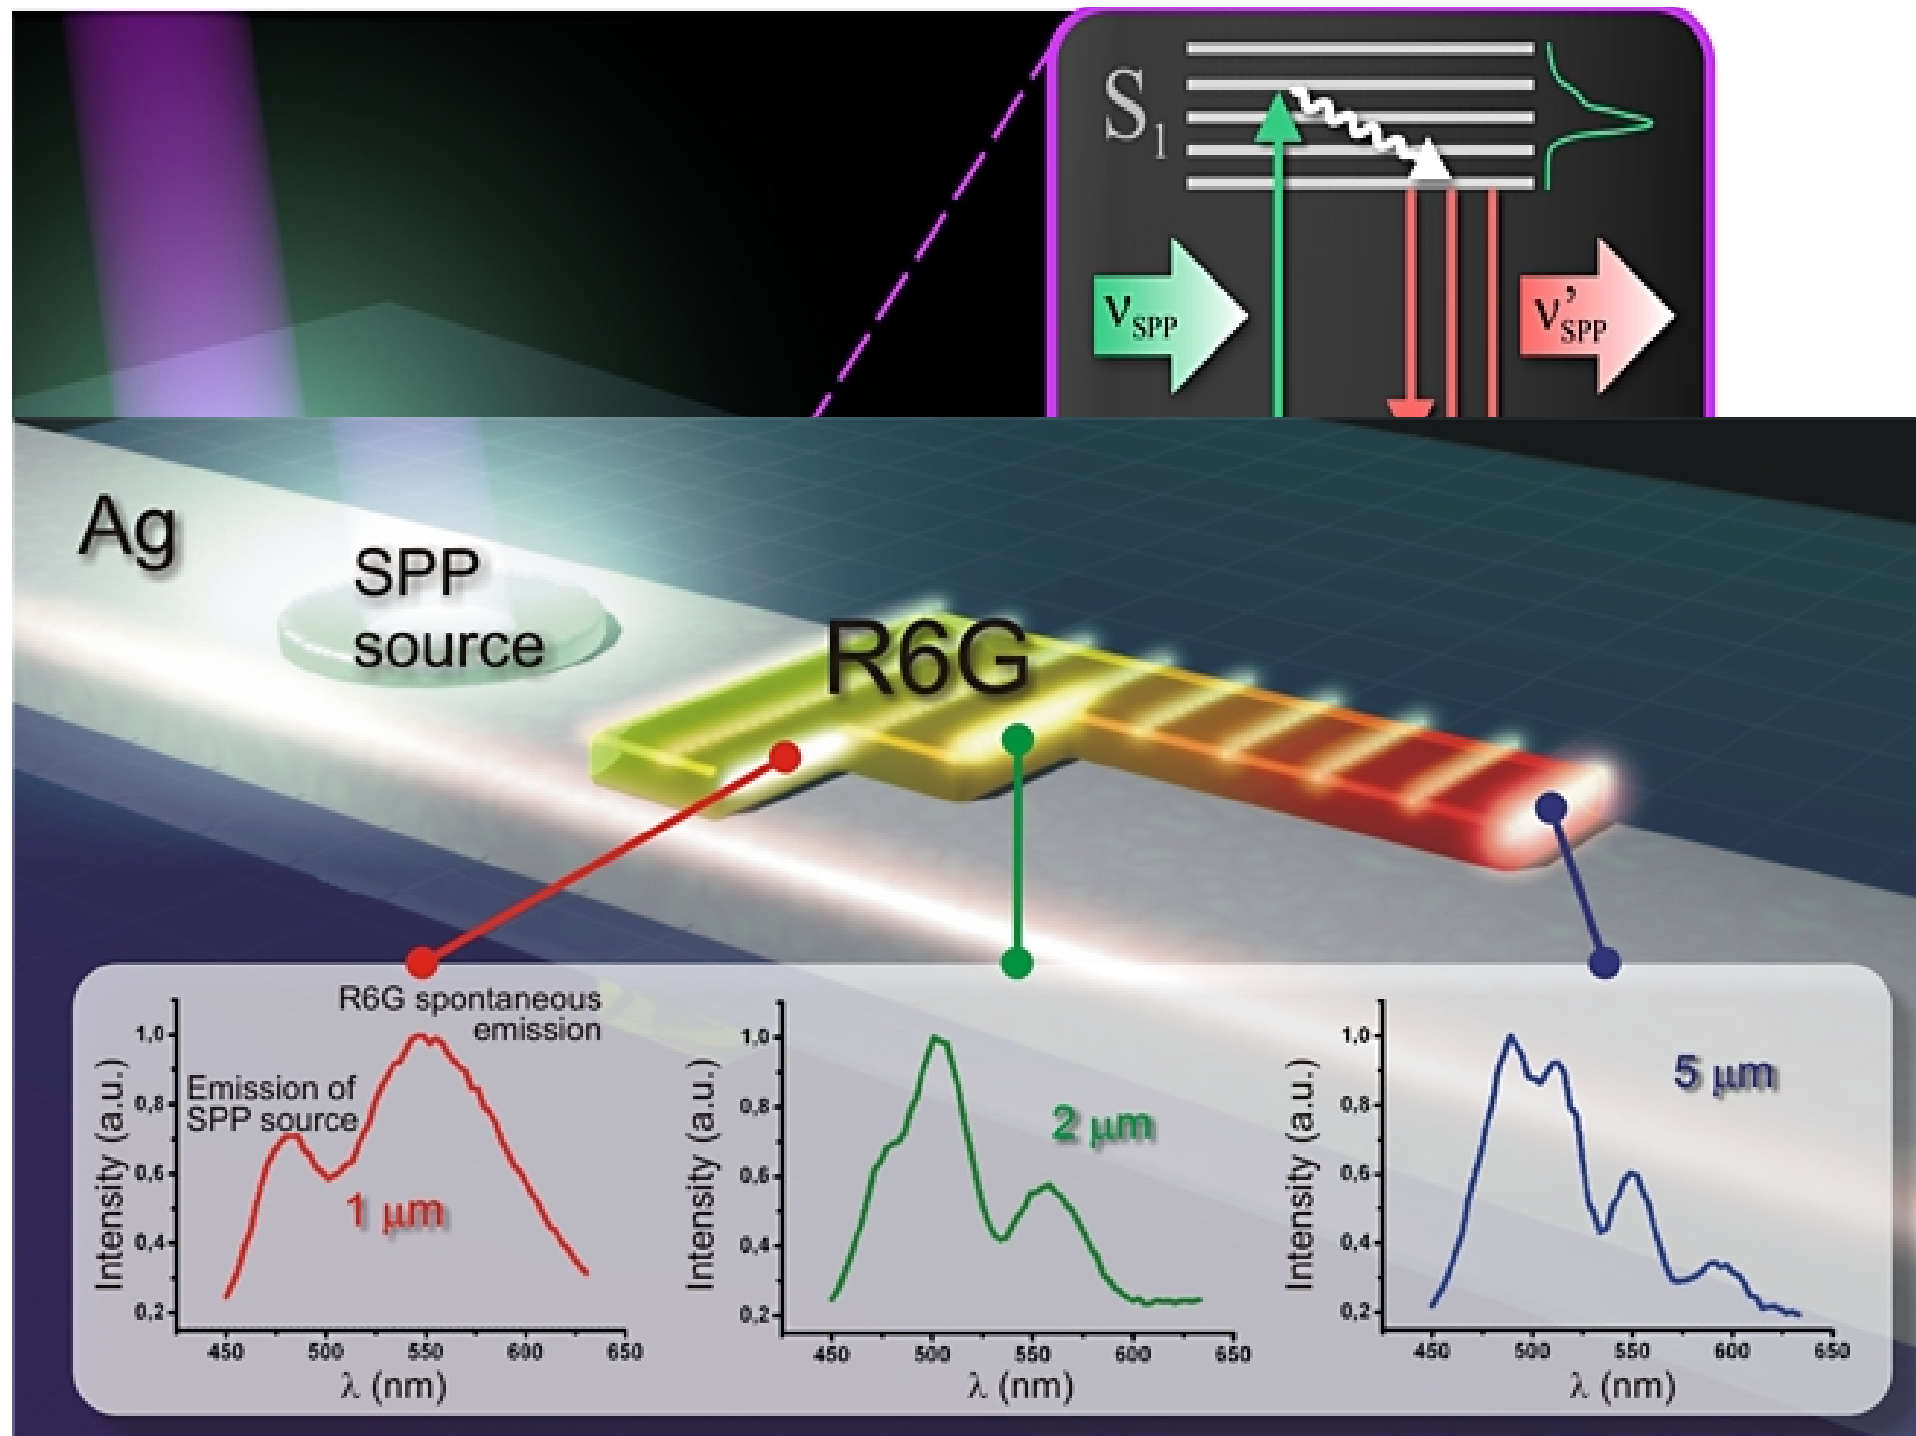 S1
νSPP
ν'SPP
Ag
SPP
source
R6G
R6G spontaneous
emission
Emission of
SPP source
1 μm
Intensity (a.u.)
1,0
0,8
0,6
0,4
0,2
450 500 550 600 650
λ (nm)
2 μm
Intensity (a.u.)
1,0
0,8
0,6
0,4
0,2
450 500 550 600 650
λ (nm)
5 μm
Intensity (a.u.)
1,0
0,8
0,6
0,4
0,2
450 500 550 600 650
λ (nm)